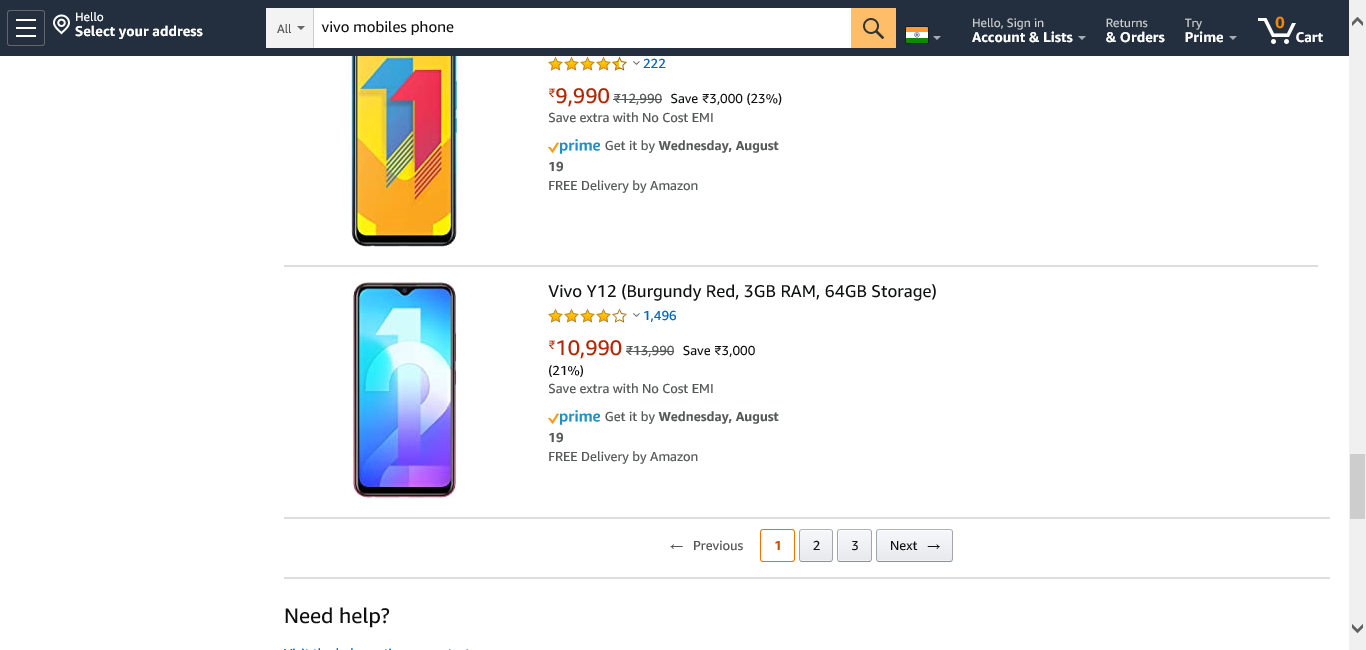 Hello
Select your address
All
vivo mobiles phone
Hello, Sign in
Account & Lists
Returns
& Orders
Try
Prime
0
Cart
222
₹9,990 ₹12,990 Save ₹3,000 (23%)
Save extra with No Cost EMI
prime Get it by Wednesday, August
19
FREE Delivery by Amazon
11
Vivo Y12 (Burgundy Red, 3GB RAM, 64GB Storage)
1,496
₹10,990 ₹13,990 Save ₹3,000
(21%)
Save extra with No Cost EMI
prime Get it by Wednesday, August
19
FREE Delivery by Amazon
12
← Previous 1 2 3 Next →
Need help?